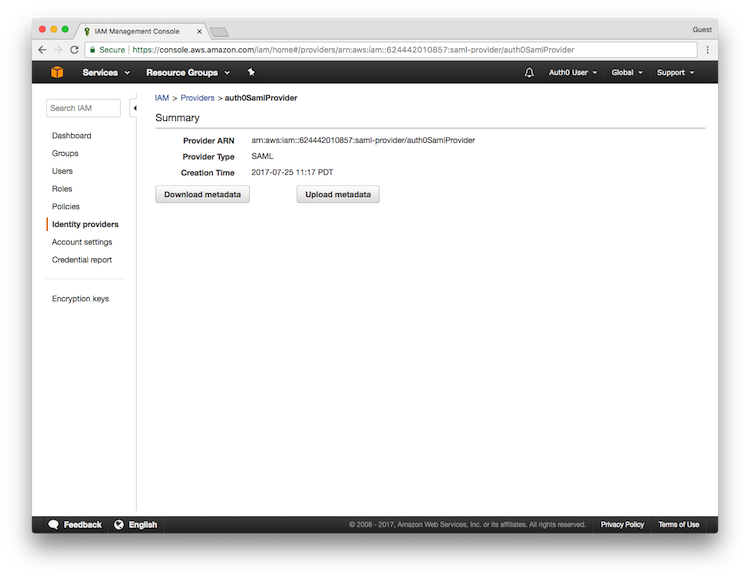 IAM Management Console
Guest
Secure https://console.aws.amazon.com/iam/home#/providers/arn:aws:iam::624442010857:saml-provider/auth0SamlProvider
Services Resource Groups Auth0 User Global Support
Search IAM
IAM > Providers > auth0SamlProvider
Summary
Provider ARN arn:aws:iam::624442010857:saml-provider/auth0SamlProvider
Provider Type SAML
Creation Time 2017-07-25 11:17 PDT
Download metadata Upload metadata
Dashboard
Groups
Users
Roles
Policies
Identity providers
Account settings
Credential report
Encryption keys
Feedback English © 2008 - 2017, Amazon Web Services, Inc. or its affiliates. All rights reserved. Privacy Policy Terms of Use